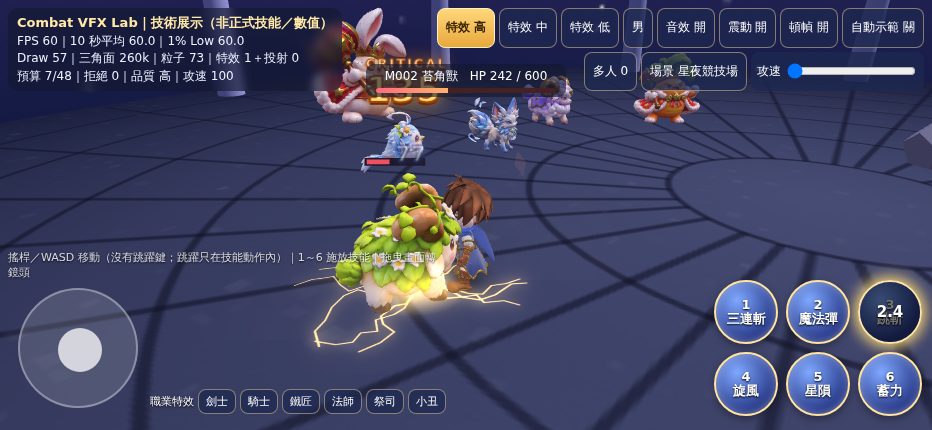 Combat VFX Lab｜技術展示（非正式技能／數值）
FPS 60｜10 秒平均 60.0｜1% Low 60.0
Draw 57｜三角面 260k｜粒子 73｜特效 1＋投射 0
預算 7/48｜拒絕 0｜品質 高｜攻速 100
特效 高
特效 中
特效 低
男
音效 開
震動 開
頓幀 開
自動示範 關
多人 0
場景 星夜競技場
攻速
CRITICAL
M002 苔角獸 HP 242 / 600
搖桿／WASD 移動（沒有跳躍鍵；跳躍只在技能動作內）｜1～6 施放技能
鏡頭
1
三連斬
2
魔法彈
2.4
4
旋風
5
星隕
6
蓄力
職業特效
劍士
騎士
鐵匠
法師
祭司
小丑